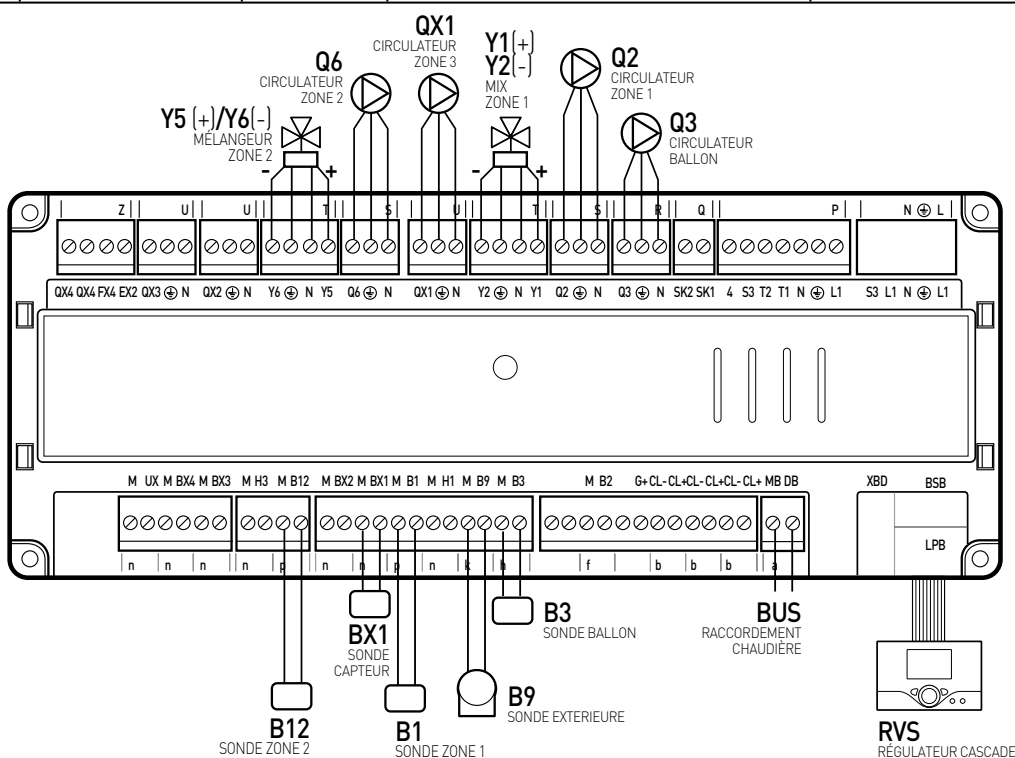 QX1
CIRCULATEUR
ZONE 3
Q6
CIRCULATEUR
ZONE 2
Y1(+)
Y2(-)
MIX
ZONE 1
Q2
CIRCULATEUR
ZONE 1
Y5 (+)/Y6(-)
MÉLANGEUR
ZONE 2
Q3
CIRCULATEUR
BALLON
- +
- +
Z U U T S U T S R Q P N L
QX4 QX4 FX4 EX2 QX3 N QX2 N Y6 N Y5 Q6 N QX1 N Y2 N Y1 Q2 N Q3 N SK2 SK1 4 S3 T2 T1 N L1 S3 L1 N L1
M UX M BX4 M BX3 M H3 M B12 M BX2 M BX1 M B1 M H1 M B9 M B3 M B2 G+ CL- CL+ CL- CL+ CL- CL+ MB DB XBD BSB
LPB
n n n n p n n p n k h f b b b a
BX1
SONDE
CAPTEUR
B3
SONDE BALLON
BUS
RACCORDEMENT
CHAUDIÈRE
B12
SONDE ZONE 2
B1
SONDE ZONE 1
B9
SONDE EXTERIEURE
RVS
RÉGULATEUR CASCADE